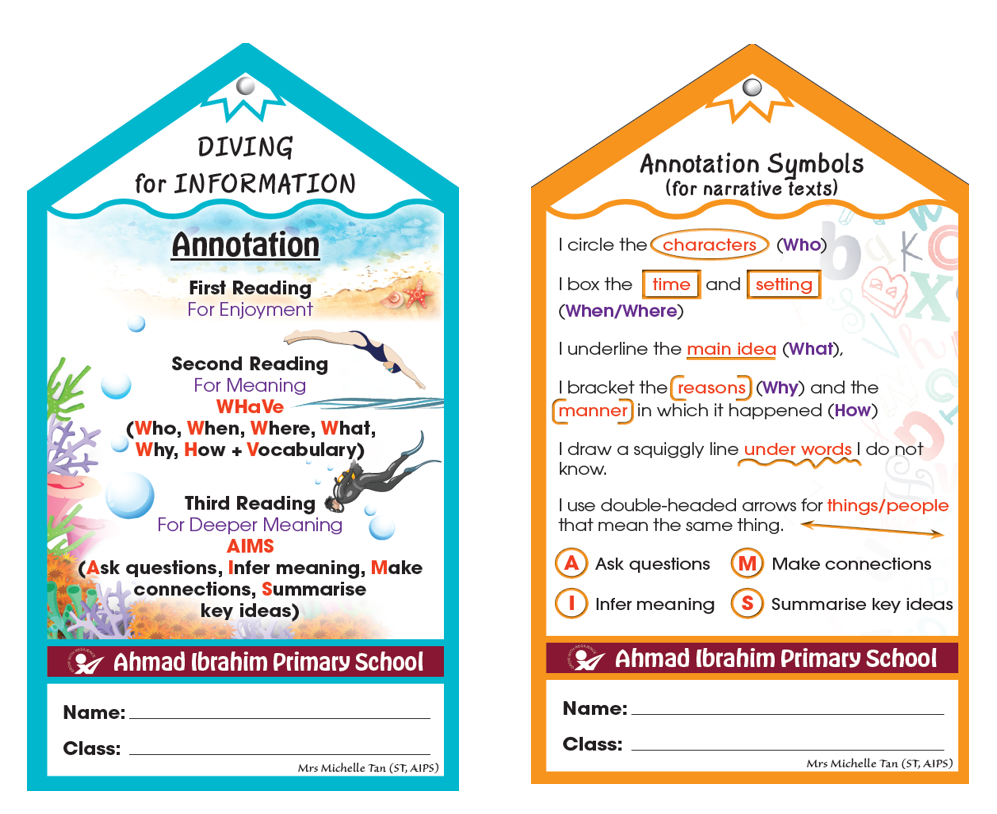 DIVING
for INFORMATION
Annotation
First Reading
For Enjoyment
Second Reading
For Meaning
WHaVe
(Who, When, Where, What,
Why, How + Vocabulary)
Third Reading
For Deeper Meaning
AIMS
(Ask questions, Infer meaning, Make
connections, Summarise
key ideas)
Ahmad Ibrahim Primary School
Name:
Class:
Mrs Michelle Tan (ST, AIPS)
Annotation Symbols
(for narrative texts)
I circle the characters (Who)
I box the time and setting
(When/Where)
I underline the main idea (What),
I bracket the reasons (Why) and the
manner in which it happened (How)
I draw a squiggly line under words I do not
know.
I use double-headed arrows for things/people
that mean the same thing.
A Ask questions M Make connections
I Infer meaning S Summarise key ideas
Ahmad Ibrahim Primary School
Name:
Class:
Mrs Michelle Tan (ST, AIPS)